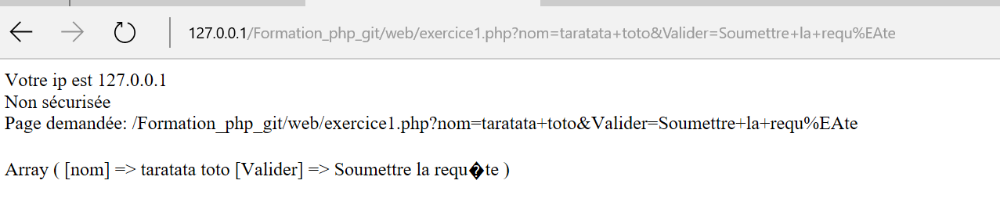 127.0.0.1/Formation_php_git/web/exercice1.php?nom=taratata+toto&Valider=Soumettre+la+requ%EAte
Votre ip est 127.0.0.1
Non sécurisée
Page demandée: /Formation_php_git/web/exercice1.php?nom=taratata+toto&Valider=Soumettre+la+requ%EAte
Array ( [nom] => taratata toto [Valider] => Soumettre la requ�te )